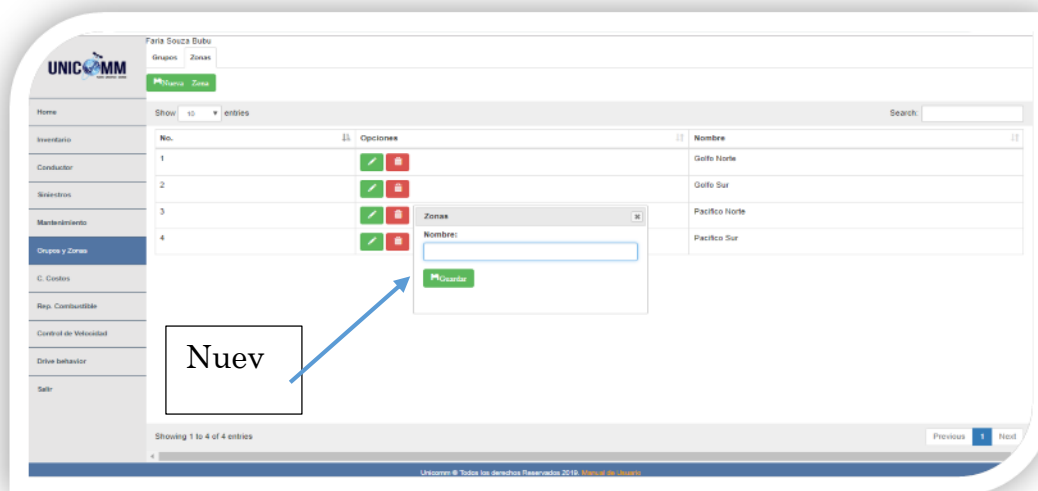 Faria Souza Bubu
UNICOMM
Grupos Zonas
Nueva Zona
Home
Inventario
Conductor
Siniestros
Mantenimiento
Grupos y Zonas
C. Costos
Rep. Combustible
Control de Velocidad
Drive behavior
Salir
Show 10 entries
Search:
No. Opciones Nombre
1 Golfo Norte
2 Golfo Sur
3 Pacifico Norte
4 Pacifico Sur
Zonas
Nombre:
Guardar
Nuev
Showing 1 to 4 of 4 entries
Previous 1 Next
Unicomm © Todos los derechos Reservados 2019. Manual de Usuario